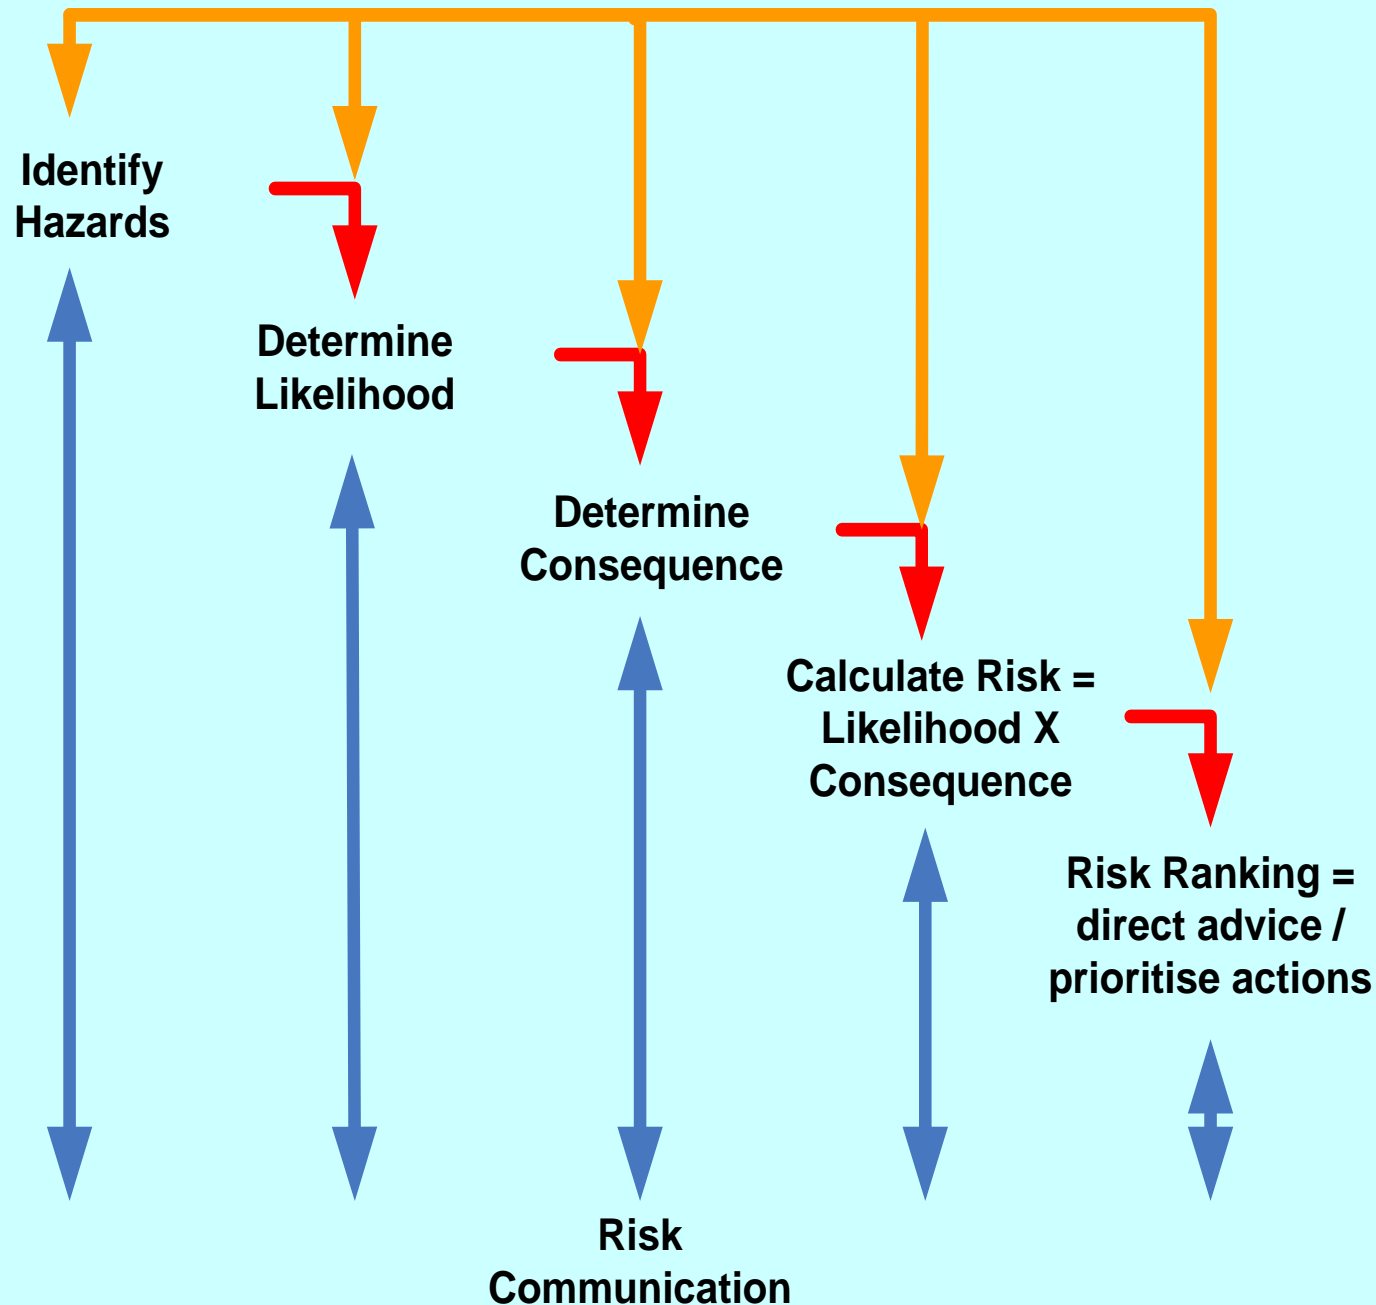 Identify
Hazards
Determine
Likelihood
Determine
Consequence
Calculate Risk =
Likelihood X
Consequence
Risk Ranking =
direct advice /
prioritise actions
Risk
Communication